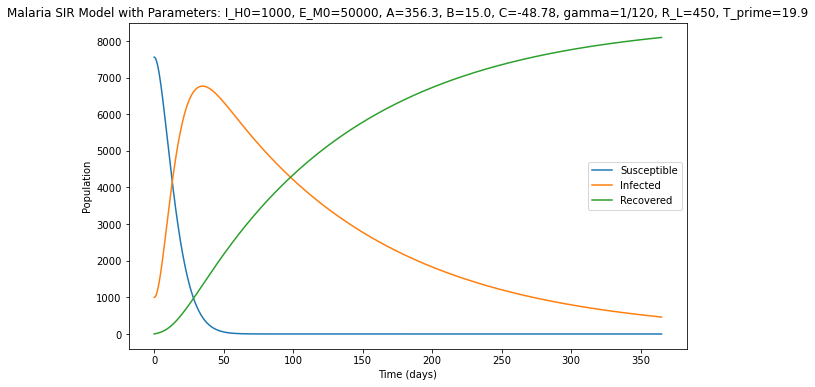 Malaria SIR Model with Parameters: I_H0=1000, E_M0=50000, A=356.3, B=15.0, C=-48.78, gamma=1/120, R_L=450, T_prime=19.9
8000
7000
6000
5000
4000
3000
2000
1000
0
Population
Susceptible
Infected
Recovered
0 50 100 150 200 250 300 350
Time (days)